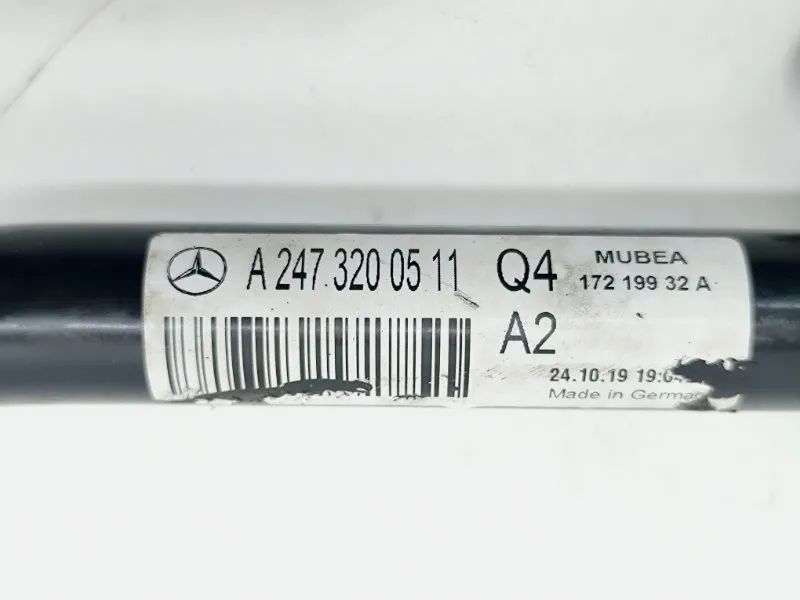 A 247 320 05 11 Q4 MUBEA
172 199 32 A
A2
24.10.19
Made in